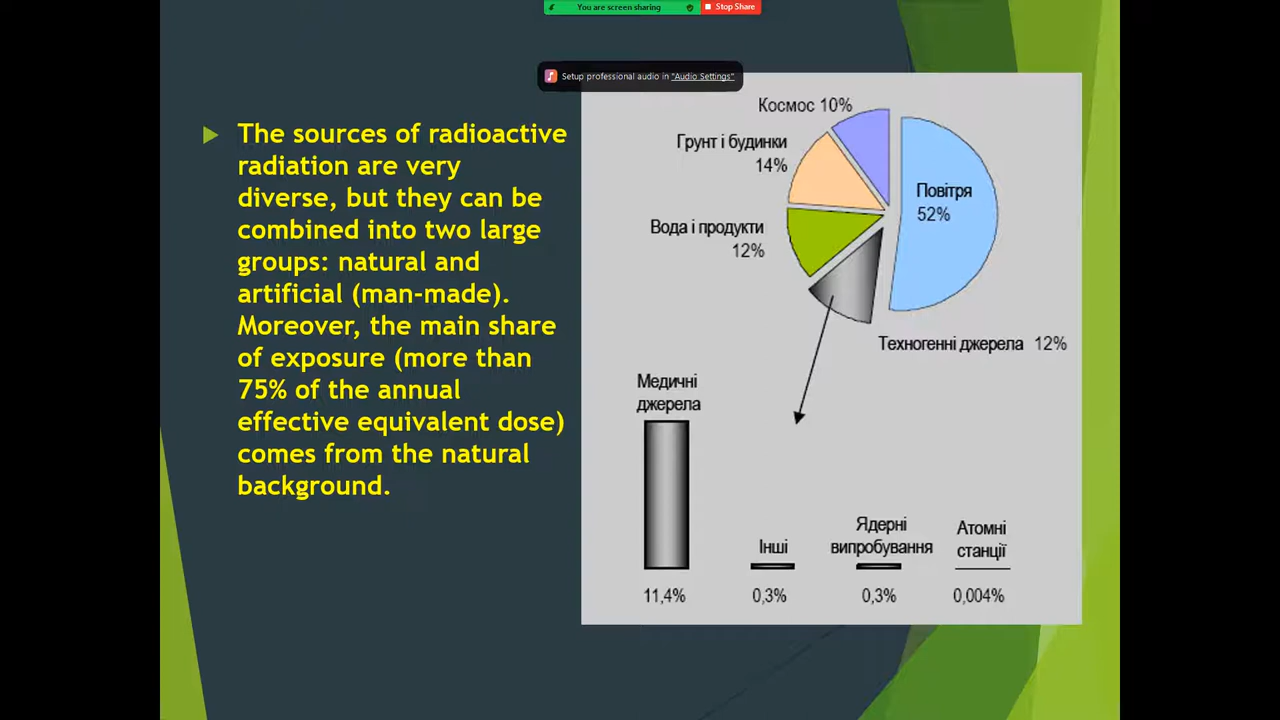 You are screen sharing
Stop Share
Setup professional audio in "Audio Settings"
The sources of radioactive
radiation are very
diverse, but they can be
combined into two large
groups: natural and
artificial (man-made).
Moreover, the main share
of exposure (more than
75% of the annual
effective equivalent dose)
comes from the natural
background.
Космос 10%
Грунт і будинки
14%
Повітря
52%
Вода і продукти
12%
Техногенні джерела 12%
Медичні
джерела
11,4%
Інші
0,3%
Ядерні
випробування
0,3%
Атомні
станції
0,004%